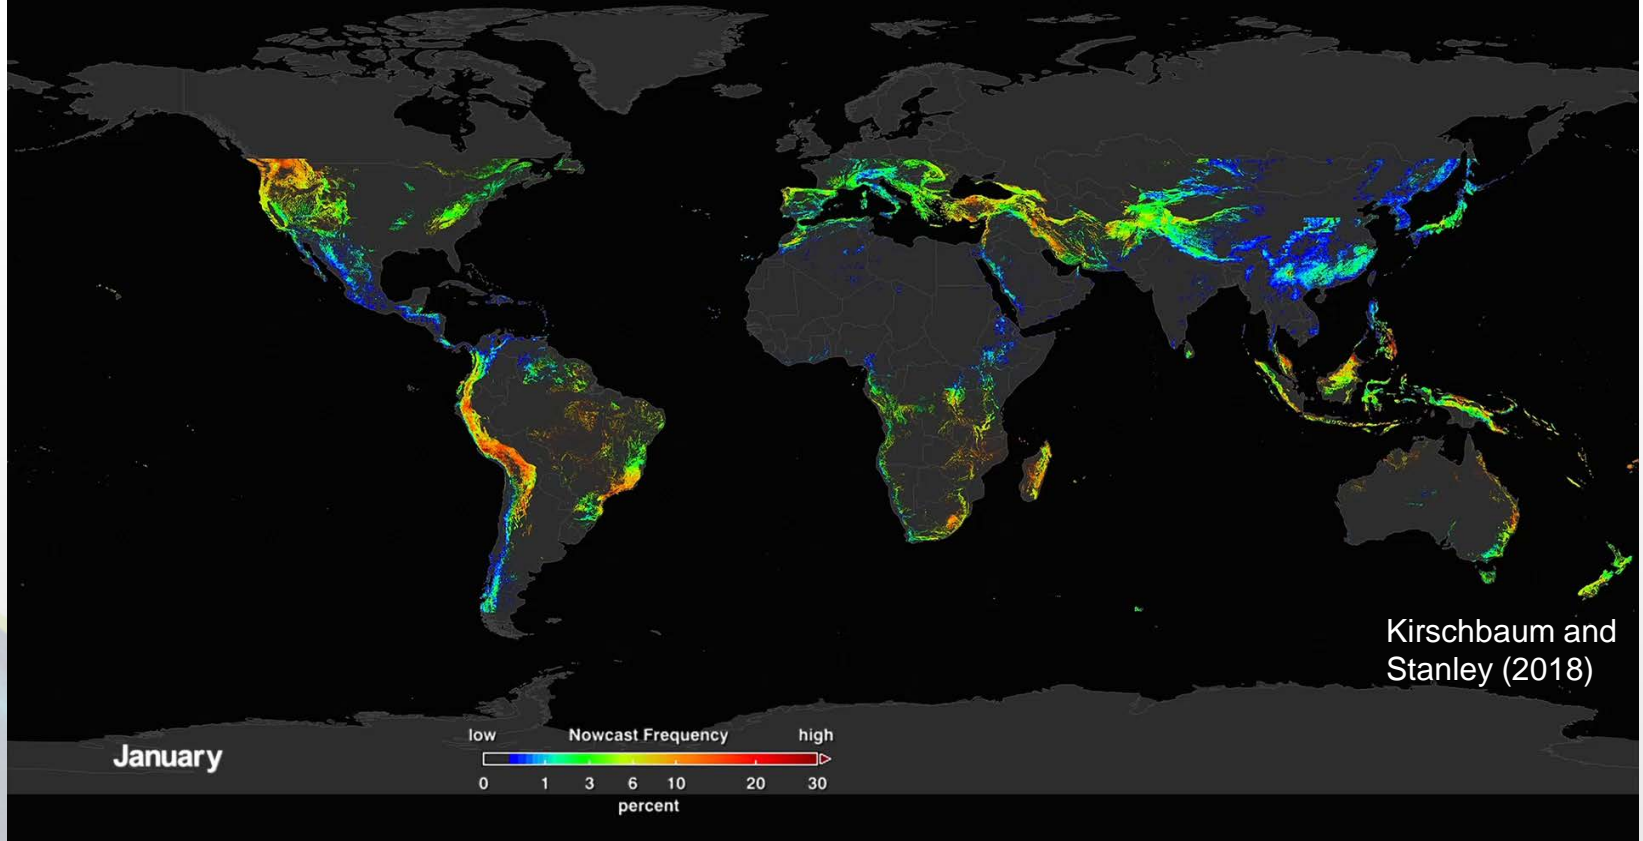 Kirschbaum and
Stanley (2018)
January
low Nowcast Frequency high
0 1 3 6 10 20 30
percent